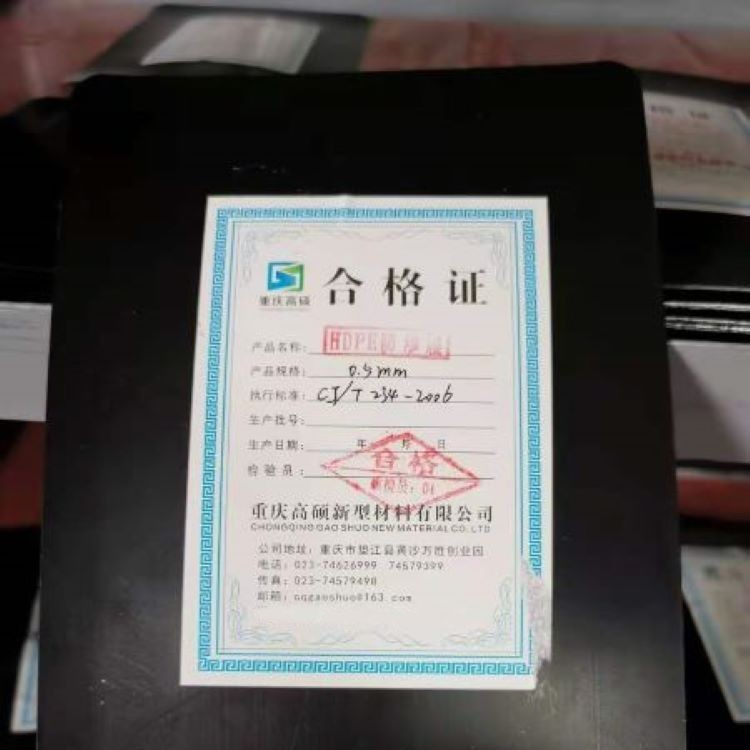 重庆高硕
合格证
产品名称: HDPE防渗膜
产品规格: 0.5mm
执行标准: CJ/T 234-2006
生产批号:
生产日期: 年 月 日
检验员:
合格
检验员:01
重庆高硕新型材料有限公司
CHONGQING GAO SHUO NEW MATERIAL CO. LTD
公司地址: 重庆市垫江县黄沙万胜创业园
电话: 023-74626999 74579399
传真: 023-74579498
邮箱: cqgaoshuo@163.com